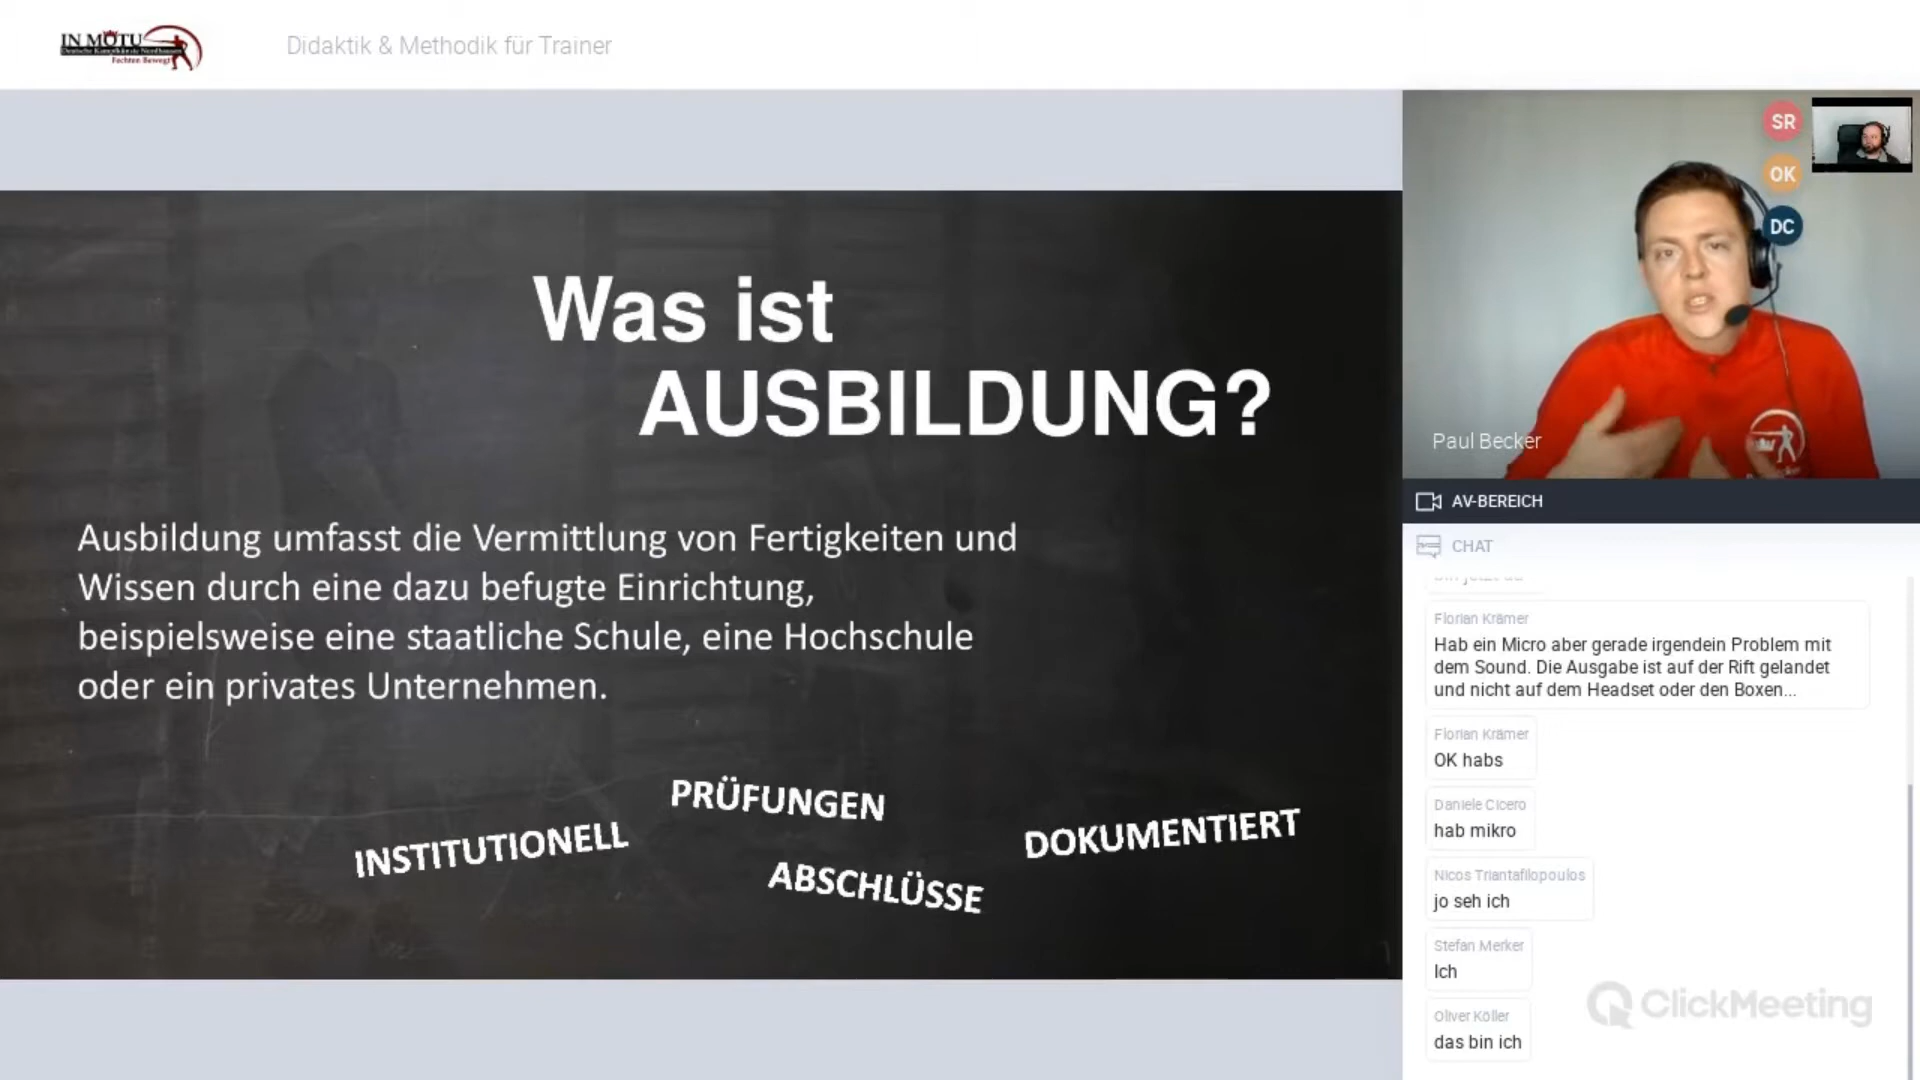 IN MOTU
Fechten Bewegt
Didaktik & Methodik für Trainer
Was ist
AUSBILDUNG?
Ausbildung umfasst die Vermittlung von Fertigkeiten und
Wissen durch eine dazu befugte Einrichtung,
beispielsweise eine staatliche Schule, eine Hochschule
oder ein privates Unternehmen.
PRÜFUNGEN
INSTITUTIONELL
DOKUMENTIERT
ABSCHLÜSSE
SR
OK
DC
Paul Becker
AV-BEREICH
CHAT
Florian Krämer
Hab ein Micro aber gerade irgendein Problem mit
dem Sound. Die Ausgabe ist auf der Rift gelandet
und nicht auf dem Headset oder den Boxen...
Florian Krämer
OK habs
Daniele Cicero
hab mikro
Nicos Triantafilopoulos
jo seh ich
Stefan Merker
Ich
Oliver Köller
das bin ich
ClickMeeting